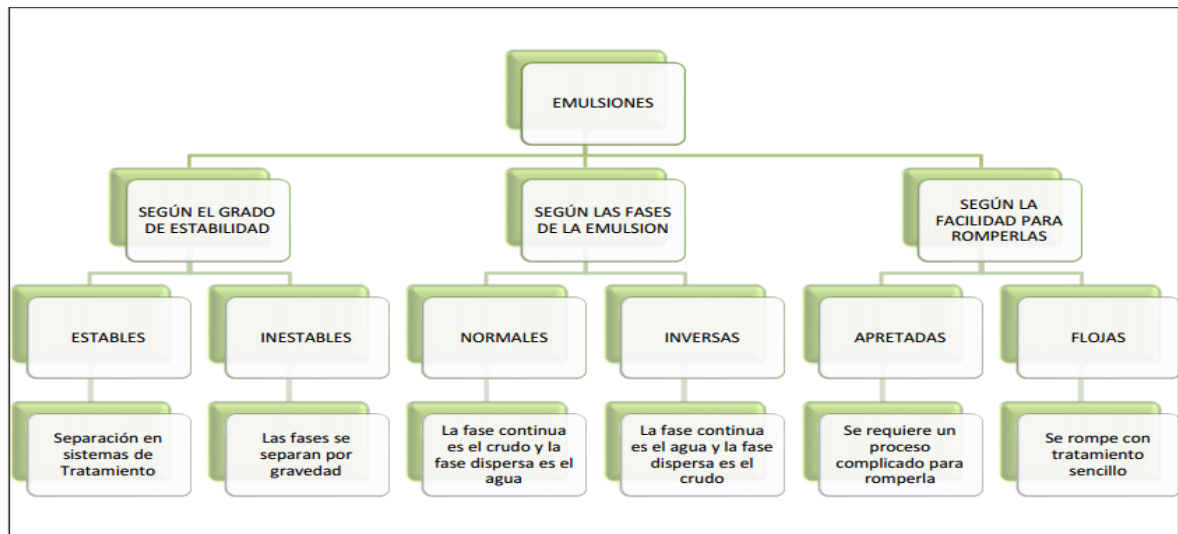 EMULSIONES
SEGÚN EL GRADO
DE ESTABILIDAD
SEGÚN LAS FASES
DE LA EMULSION
SEGÚN LA
FACILIDAD PARA
ROMPERLAS
ESTABLES
INESTABLES
NORMALES
INVERSAS
APRETADAS
FLOJAS
Separación en
sistemas de
Tratamiento
Las fases se
separan por
gravedad
La fase continua
es el crudo y la
fase dispersa es el
agua
La fase continua
es el agua y la fase
dispersa es el
crudo
Se requiere un
proceso
complicado para
romperla
Se rompe con
tratamiento
sencillo